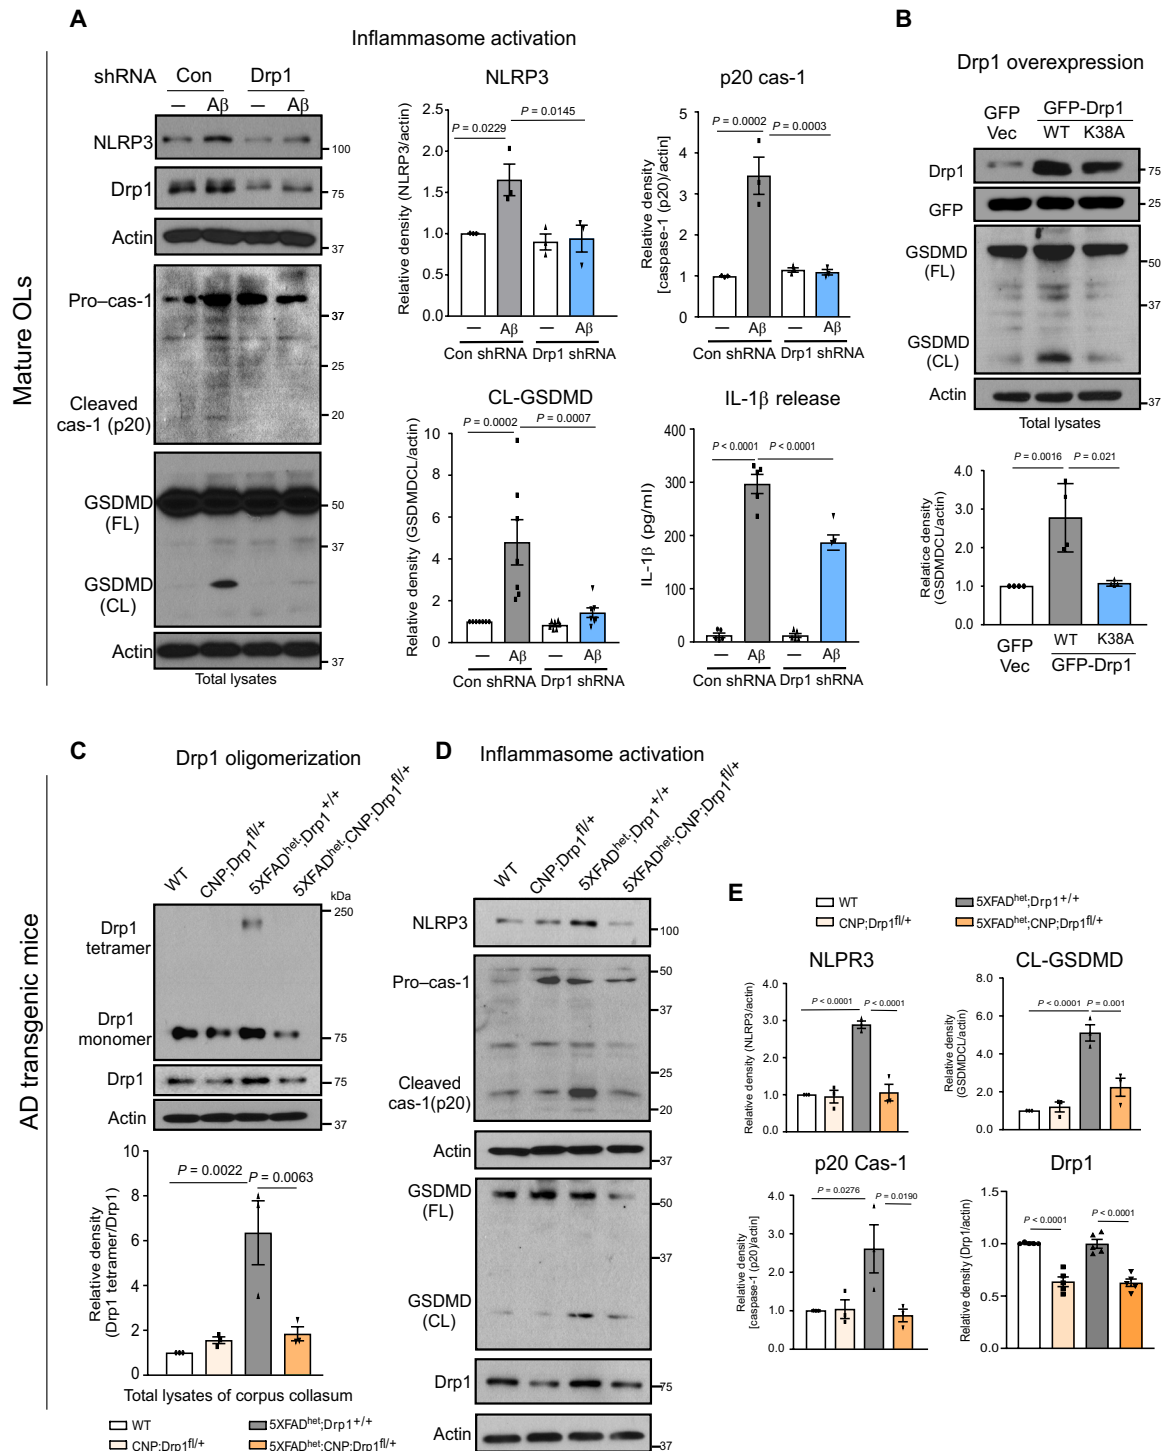 A
Inflammasome activation
Mature OLs
shRNA Con Drp1
— Aβ — Aβ
NLRP3
100
Drp1
75
Actin
37
Pro–cas-1
37
25
Cleaved
cas-1 (p20)
20
GSDMD
(FL)
50
37
GSDMD
(CL)
Actin
37
Total lysates
NLRP3
Relative density (NLRP3/actin)
2.5
2.0
1.5
1.0
0.5
0.0
P = 0.0229
P = 0.0145
— Aβ — Aβ
Con shRNA Drp1 shRNA
p20 cas-1
Relative density
[caspase-1 (p20)/actin]
5
4
3
2
1
0
P = 0.0002
P = 0.0003
— Aβ — Aβ
Con shRNA Drp1 shRNA
CL-GSDMD
Relative density (GSDMDCL/actin)
10
8
6
4
2
0
P = 0.0002
P = 0.0007
— Aβ — Aβ
Con shRNA Drp1 shRNA
IL-1β release
IL-1β (pg/ml)
400
300
200
100
0
P < 0.0001
P < 0.0001
— Aβ — Aβ
Con shRNA Drp1 shRNA
B
Drp1 overexpression
GFP GFP-Drp1
Vec WT K38A
Drp1
75
GFP
25
GSDMD
(FL)
50
GSDMD
(CL)
Actin
37
Total lysates
Relatice density
(GSDMDCL/actin)
4.0
3.0
2.0
1.0
0.0
P = 0.0016
P = 0.021
GFP WT K38A
Vec GFP-Drp1
AD transgenic mice
C
Drp1 oligomerization
WT
CNP;Drp1fl/+
5XFADhet;Drp1+/+
5XFADhet;CNP;Drp1fl/+
kDa
250
Drp1
tetramer
Drp1
monomer
75
Drp1
75
Actin
37
Relative density
(Drp1 tetramer/Drp1)
10
8
6
4
2
0
P = 0.0022
P = 0.0063
Total lysates of corpus collasum
WT 5XFADhet;Drp1+/+
CNP;Drp1fl/+ 5XFADhet;CNP;Drp1fl/+
D
Inflammasome activation
WT
CNP;Drp1fl/+
5XFADhet;Drp1+/+
5XFADhet;CNP;Drp1fl/+
NLRP3
100
Pro–cas-1
50
37
25
Cleaved
cas-1(p20)
20
Actin
37
GSDMD
(FL)
50
37
GSDMD
(CL)
Drp1
75
Actin
37
E
WT 5XFADhet;Drp1+/+
CNP;Drp1fl/+ 5XFADhet;CNP;Drp1fl/+
NLPR3
Relative density (NLRP3/actin)
4.0
3.0
2.0
1.0
0.0
P < 0.0001
P < 0.0001
CL-GSDMD
Relative density
(GSDMDCL/actin)
8.0
6.0
4.0
2.0
0.0
P < 0.0001
P = 0.001
p20 Cas-1
Relative density
[caspase-1 (p20)/actin]
4.0
3.0
2.0
1.0
0.0
P = 0.0276
P = 0.0190
Drp1
Relative density (Drp1/actin)
1.5
1.0
0.5
0.0
P < 0.0001
P < 0.0001